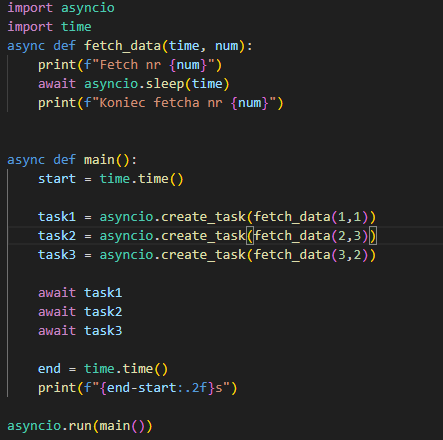 import asyncio
import time
async def fetch_data(time, num):
    print(f"Fetch nr {num}")
    await asyncio.sleep(time)
    print(f"Koniec fetcha nr {num}")
async def main():
    start = time.time()
    task1 = asyncio.create_task(fetch_data(1,1))
    task2 = asyncio.create_task(fetch_data(2,3))
    task3 = asyncio.create_task(fetch_data(3,2))
    await task1
    await task2
    await task3
    end = time.time()
    print(f"{end-start:.2f}s")
asyncio.run(main())